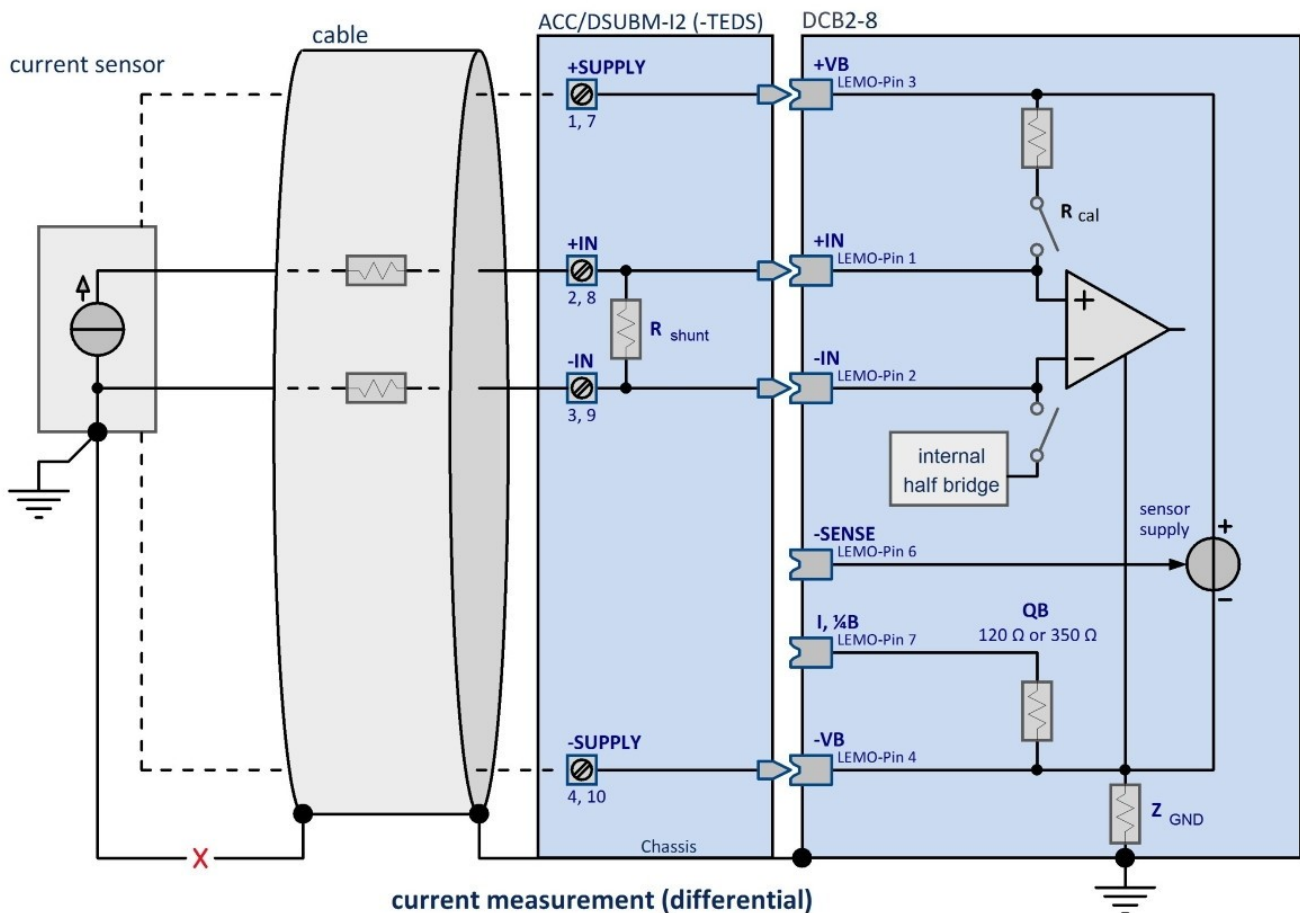 ACC/DSUBM-I2 (-TEDS)
DCB2-8
cable
current sensor
+SUPPLY
1, 7
+VB
LEMO-Pin 3
R cal
+IN
2, 8
+IN
LEMO-Pin 1
+
R shunt
-IN
3, 9
-IN
LEMO-Pin 2
–
internal
half bridge
-SENSE
LEMO-Pin 6
sensor
supply
+
–
I, ¼B
LEMO-Pin 7
QB
120 Ω or 350 Ω
-SUPPLY
4, 10
-VB
LEMO-Pin 4
Z GND
X
Chassis
current measurement (differential)